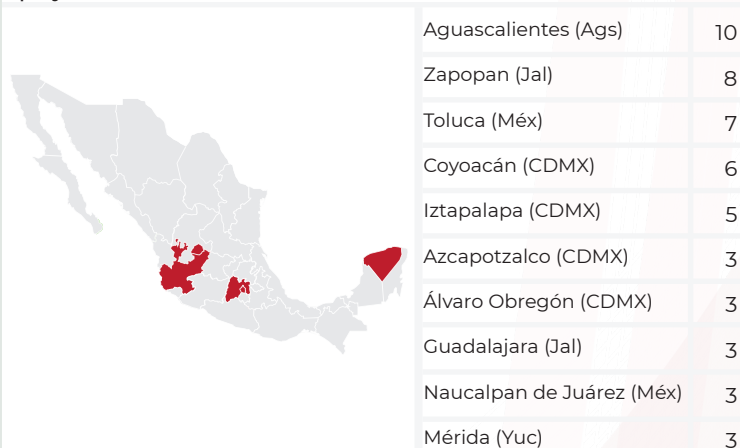 Aguascalientes (Ags) 10
Zapopan (Jal) 8
Toluca (Méx) 7
Coyoacán (CDMX) 6
Iztapalapa (CDMX) 5
Azcapotzalco (CDMX) 3
Álvaro Obregón (CDMX) 3
Guadalajara (Jal) 3
Naucalpan de Juárez (Méx) 3
Mérida (Yuc) 3